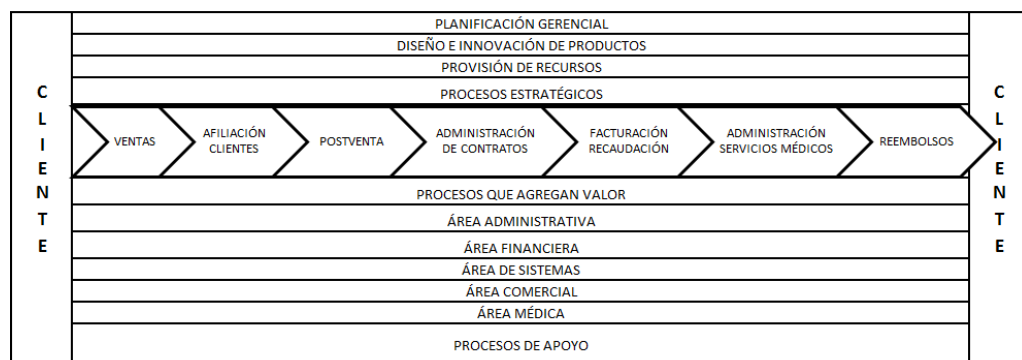 PLANIFICACIÓN GERENCIAL
DISEÑO E INNOVACIÓN DE PRODUCTOS
PROVISIÓN DE RECURSOS
PROCESOS ESTRATÉGICOS
CLIENTE
VENTAS
AFILIACIÓN
CLIENTES
POSTVENTA
ADMINISTRACIÓN
DE CONTRATOS
FACTURACIÓN
RECAUDACIÓN
ADMINISTRACIÓN
SERVICIOS MÉDICOS
REEMBOLSOS
CLIENTE
PROCESOS QUE AGREGAN VALOR
ÁREA ADMINISTRATIVA
ÁREA FINANCIERA
ÁREA DE SISTEMAS
ÁREA COMERCIAL
ÁREA MÉDICA
PROCESOS DE APOYO